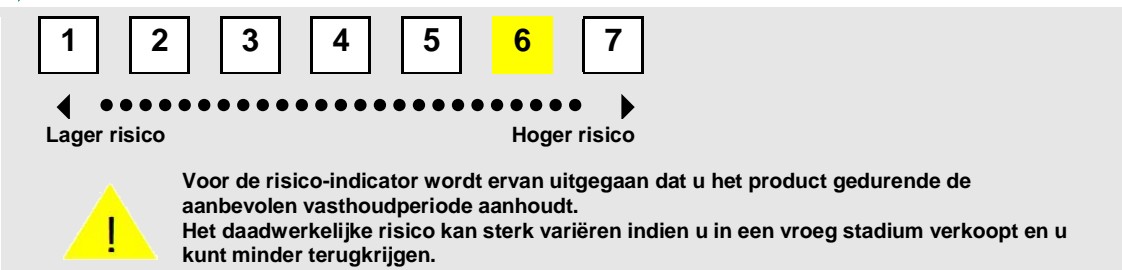 1 2 3 4 5 6 7
Lager risico Hoger risico
!
Voor de risico-indicator wordt ervan uitgegaan dat u het product gedurende de
aanbevolen vasthoudperiode aanhoudt.
Het daadwerkelijke risico kan sterk variëren indien u in een vroeg stadium verkoopt en u
kunt minder terugkrijgen.